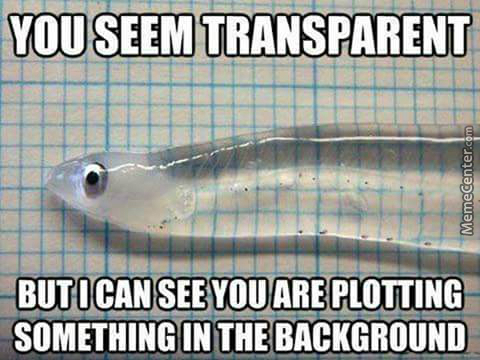 YOU SEEM TRANSPARENT
MemeCenter.com
BUT I CAN SEE YOU ARE PLOTTING
SOMETHING IN THE BACKGROUND